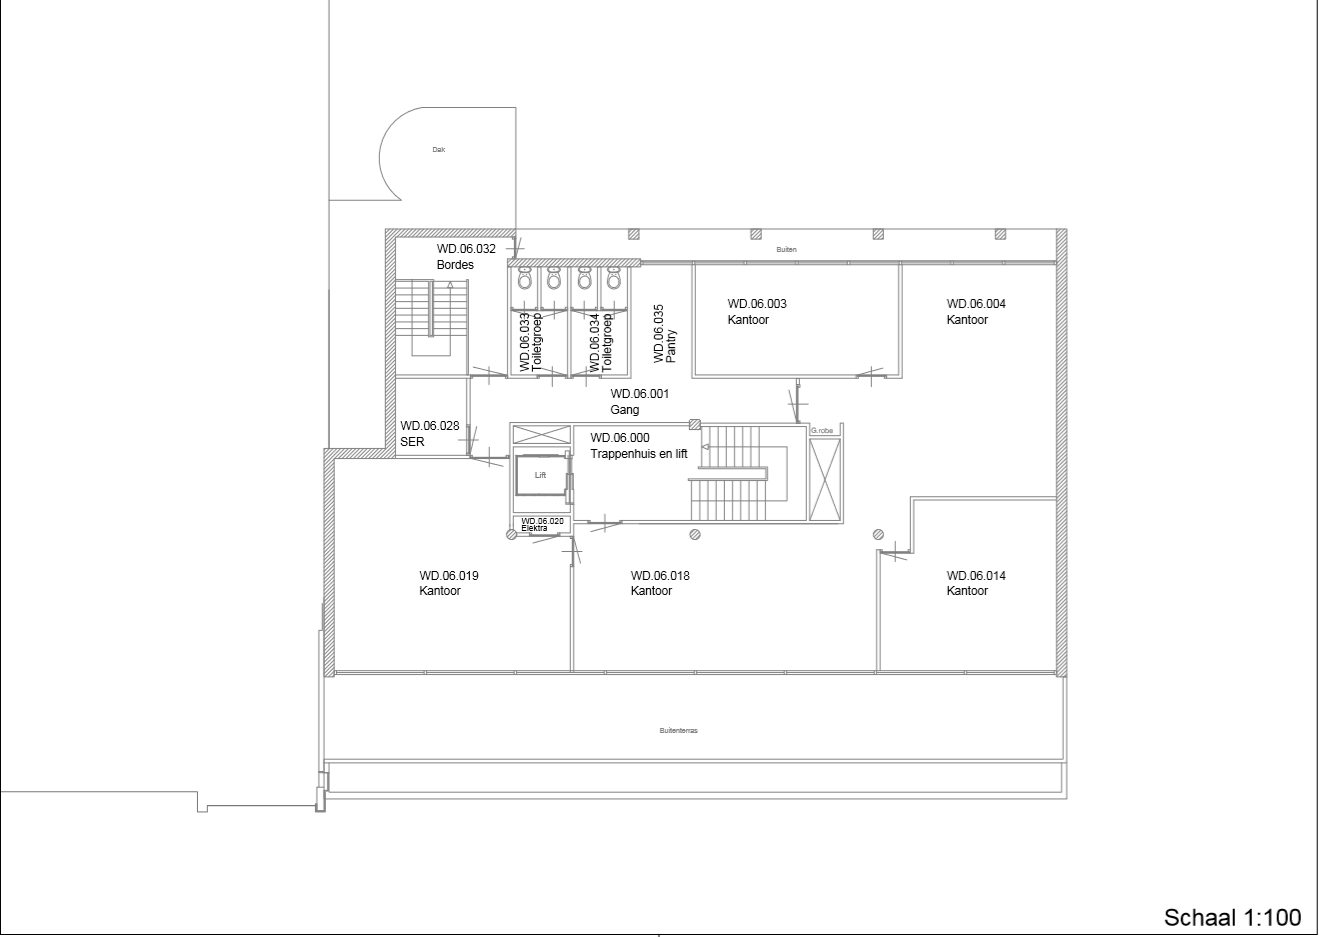 Dak
WD.06.032
Bordes
Buiten
WD.06.003
Kantoor
WD.06.004
Kantoor
WD.06.033
Toiletgroep
WD.06.034
Toiletgroep
WD.06.035
Pantry
WD.06.001
Gang
WD.06.028
SER
WD.06.000
Trappenhuis en lift
G.robe
Lift
WD.06.020
Elektra
WD.06.019
Kantoor
WD.06.018
Kantoor
WD.06.014
Kantoor
Buitenterras
Schaal 1:100